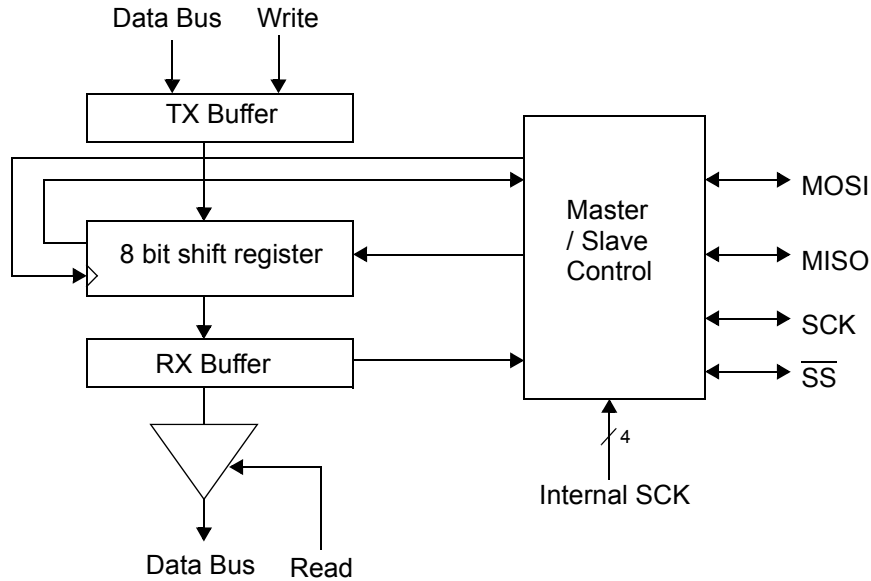 Data Bus
Write
TX Buffer
8 bit shift register
RX Buffer
Master
/ Slave
Control
MOSI
MISO
SCK
SS
4
Internal SCK
Data Bus
Read